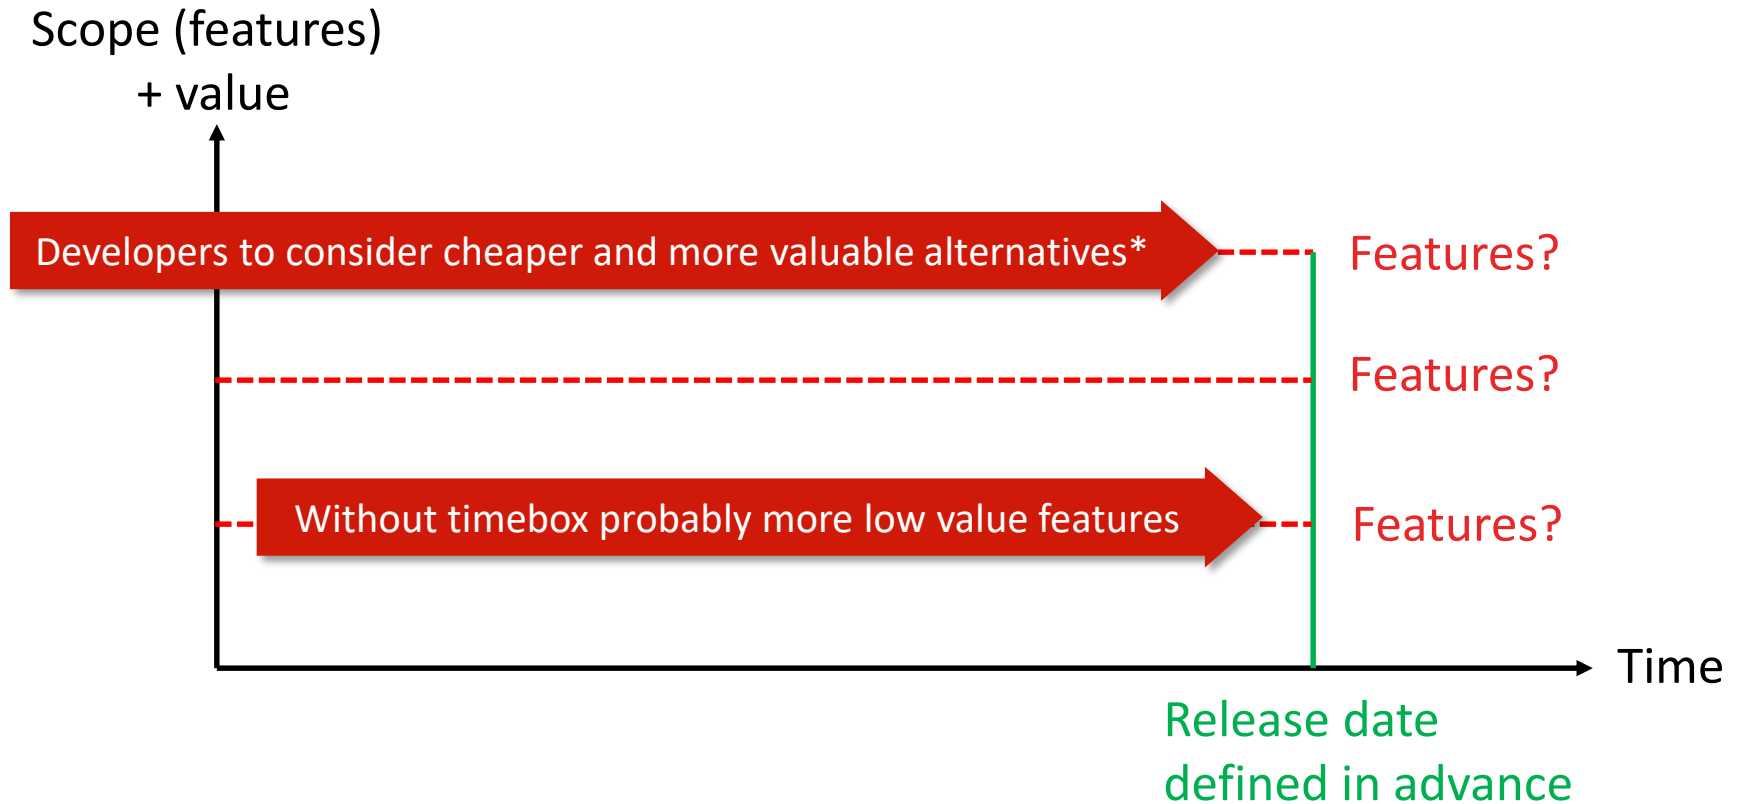 Scope (features)
+ value
Developers to consider cheaper and more valuable alternatives*
Features?
Features?
Without timebox probably more low value features
Features?
Time
Release date
defined in advance